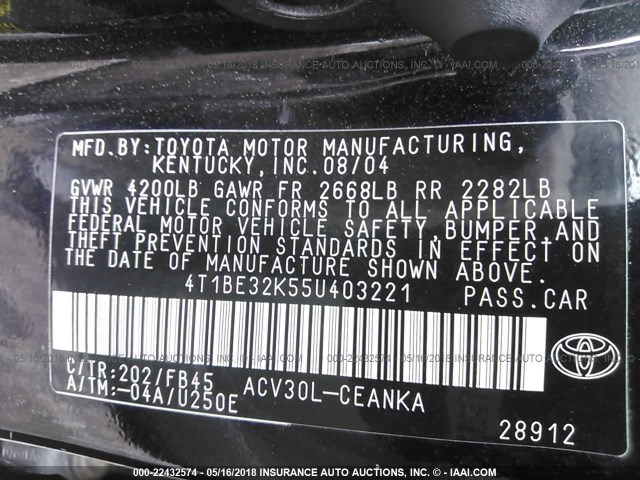 MFD.BY:TOYOTA MOTOR MANUFACTURING,
KENTUCKY,INC.08/04
GVWR 4200LB GAWR FR 2668LB RR 2282LB
THIS VEHICLE CONFORMS TO ALL APPLICABLE
FEDERAL MOTOR VEHICLE SAFETY,BUMPER,AND
THEFT PREVENTION STANDARDS IN EFFECT ON
THE DATE OF MANUFACTURE SHOWN ABOVE.
4T1BE32K55U403221 PASS.CAR
C/TR:202/FB45 ACV30L-CEANKA
A/TM:-04A/U250E
28912
000-22432574 - 05/16/2018 INSURANCE AUTO AUCTIONS, INC. - © - IAAI.COM